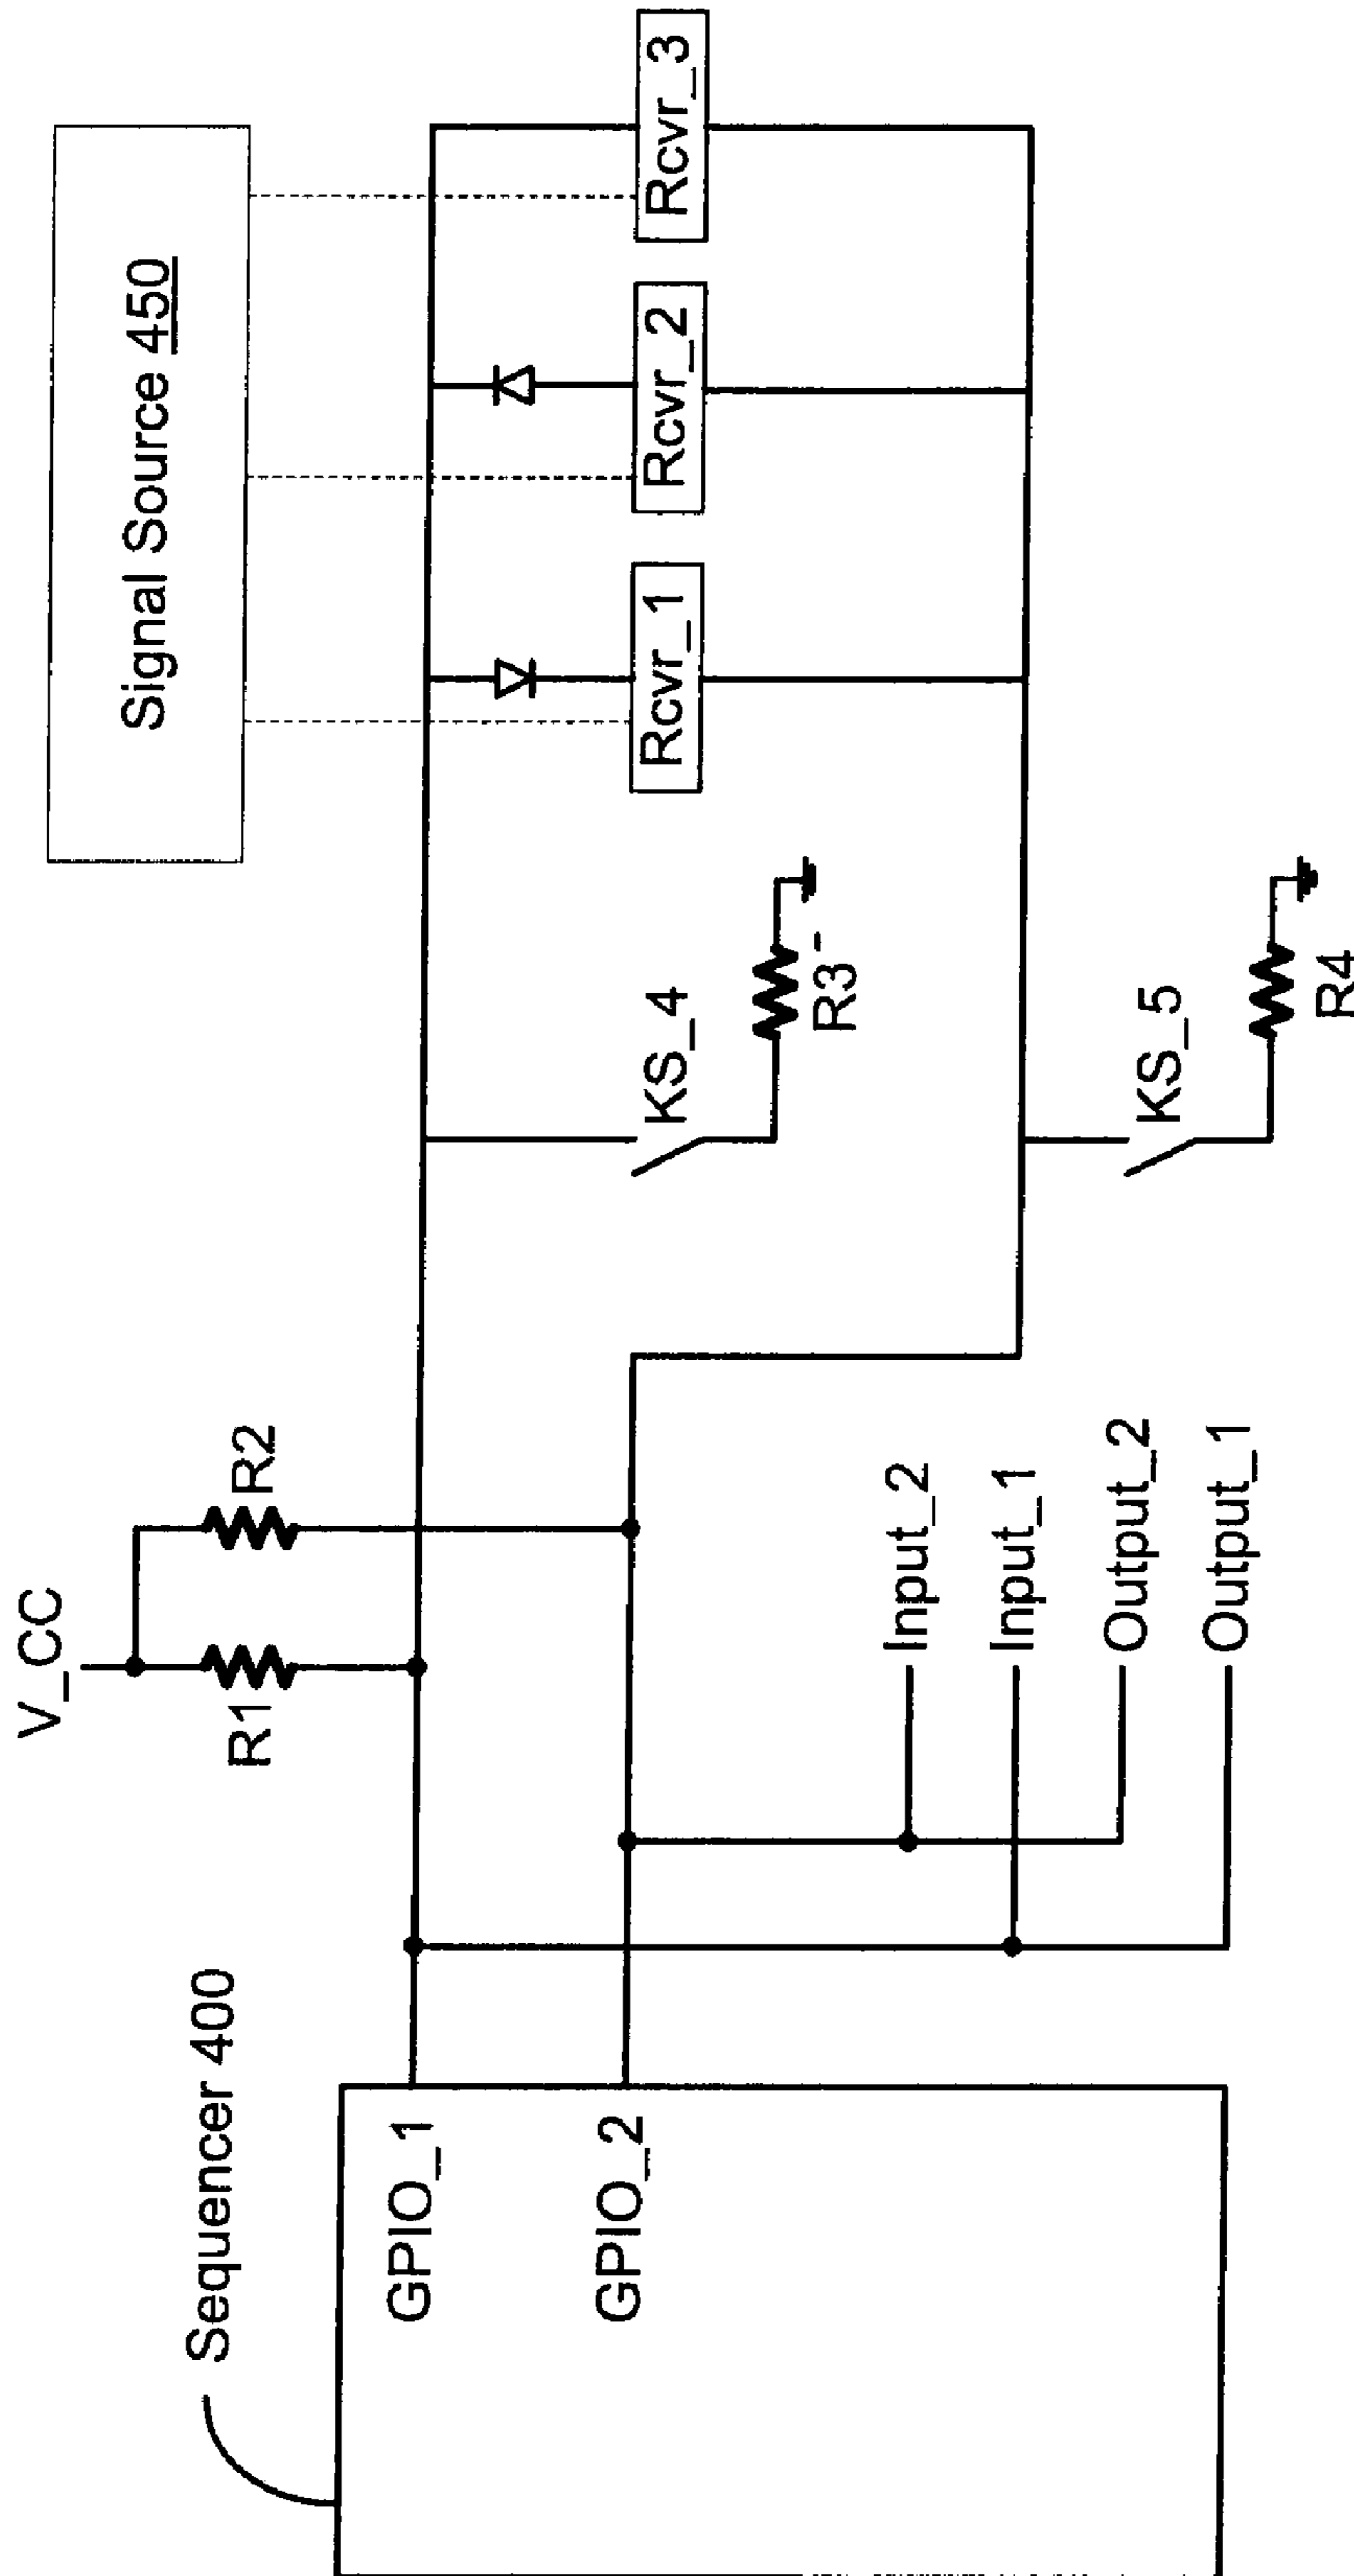 Sequencer 400
GPIO_1
GPIO_2
V_CC
R1
R2
Input_2
Input_1
Output_2
Output_1
KS_4
R3
KS_5
R4
Signal Source 450
Rcvr_1
Rcvr_2
Rcvr_3